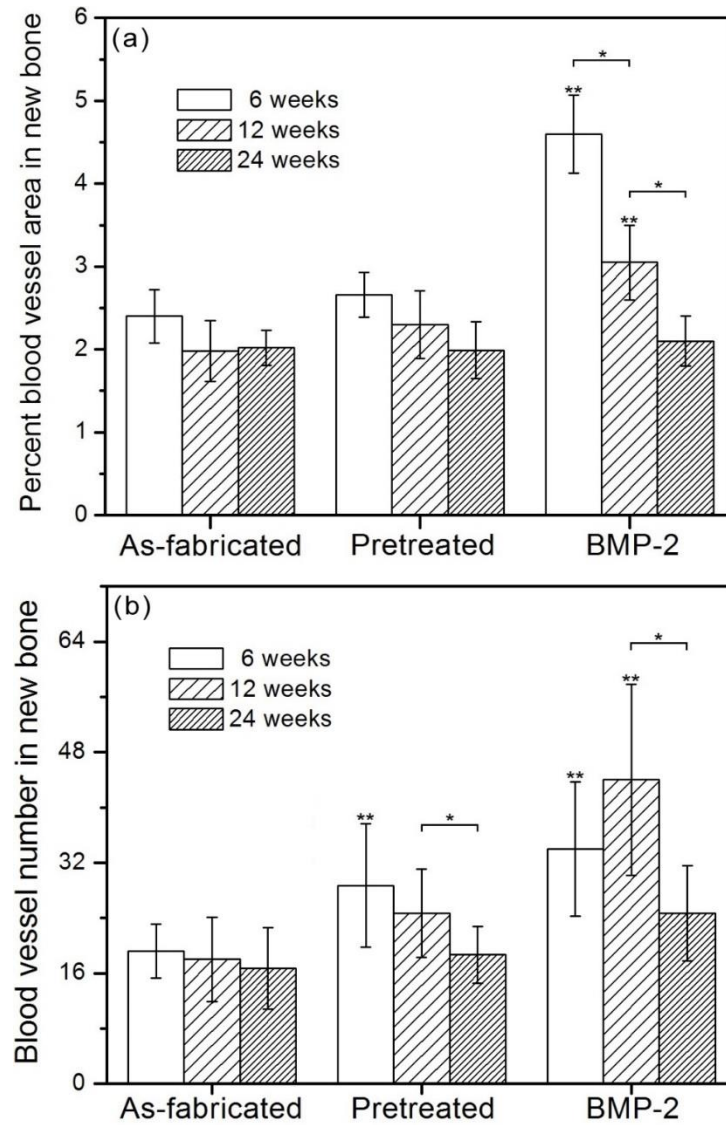 Percent blood vessel area in new bone
6
5
4
3
2
1
0
(a)
6 weeks
12 weeks
24 weeks
**
*
**
*
As-fabricated
Pretreated
BMP-2
Blood vessel number in new bone
64
48
32
16
0
(b)
6 weeks
12 weeks
24 weeks
**
*
**
**
*
As-fabricated
Pretreated
BMP-2